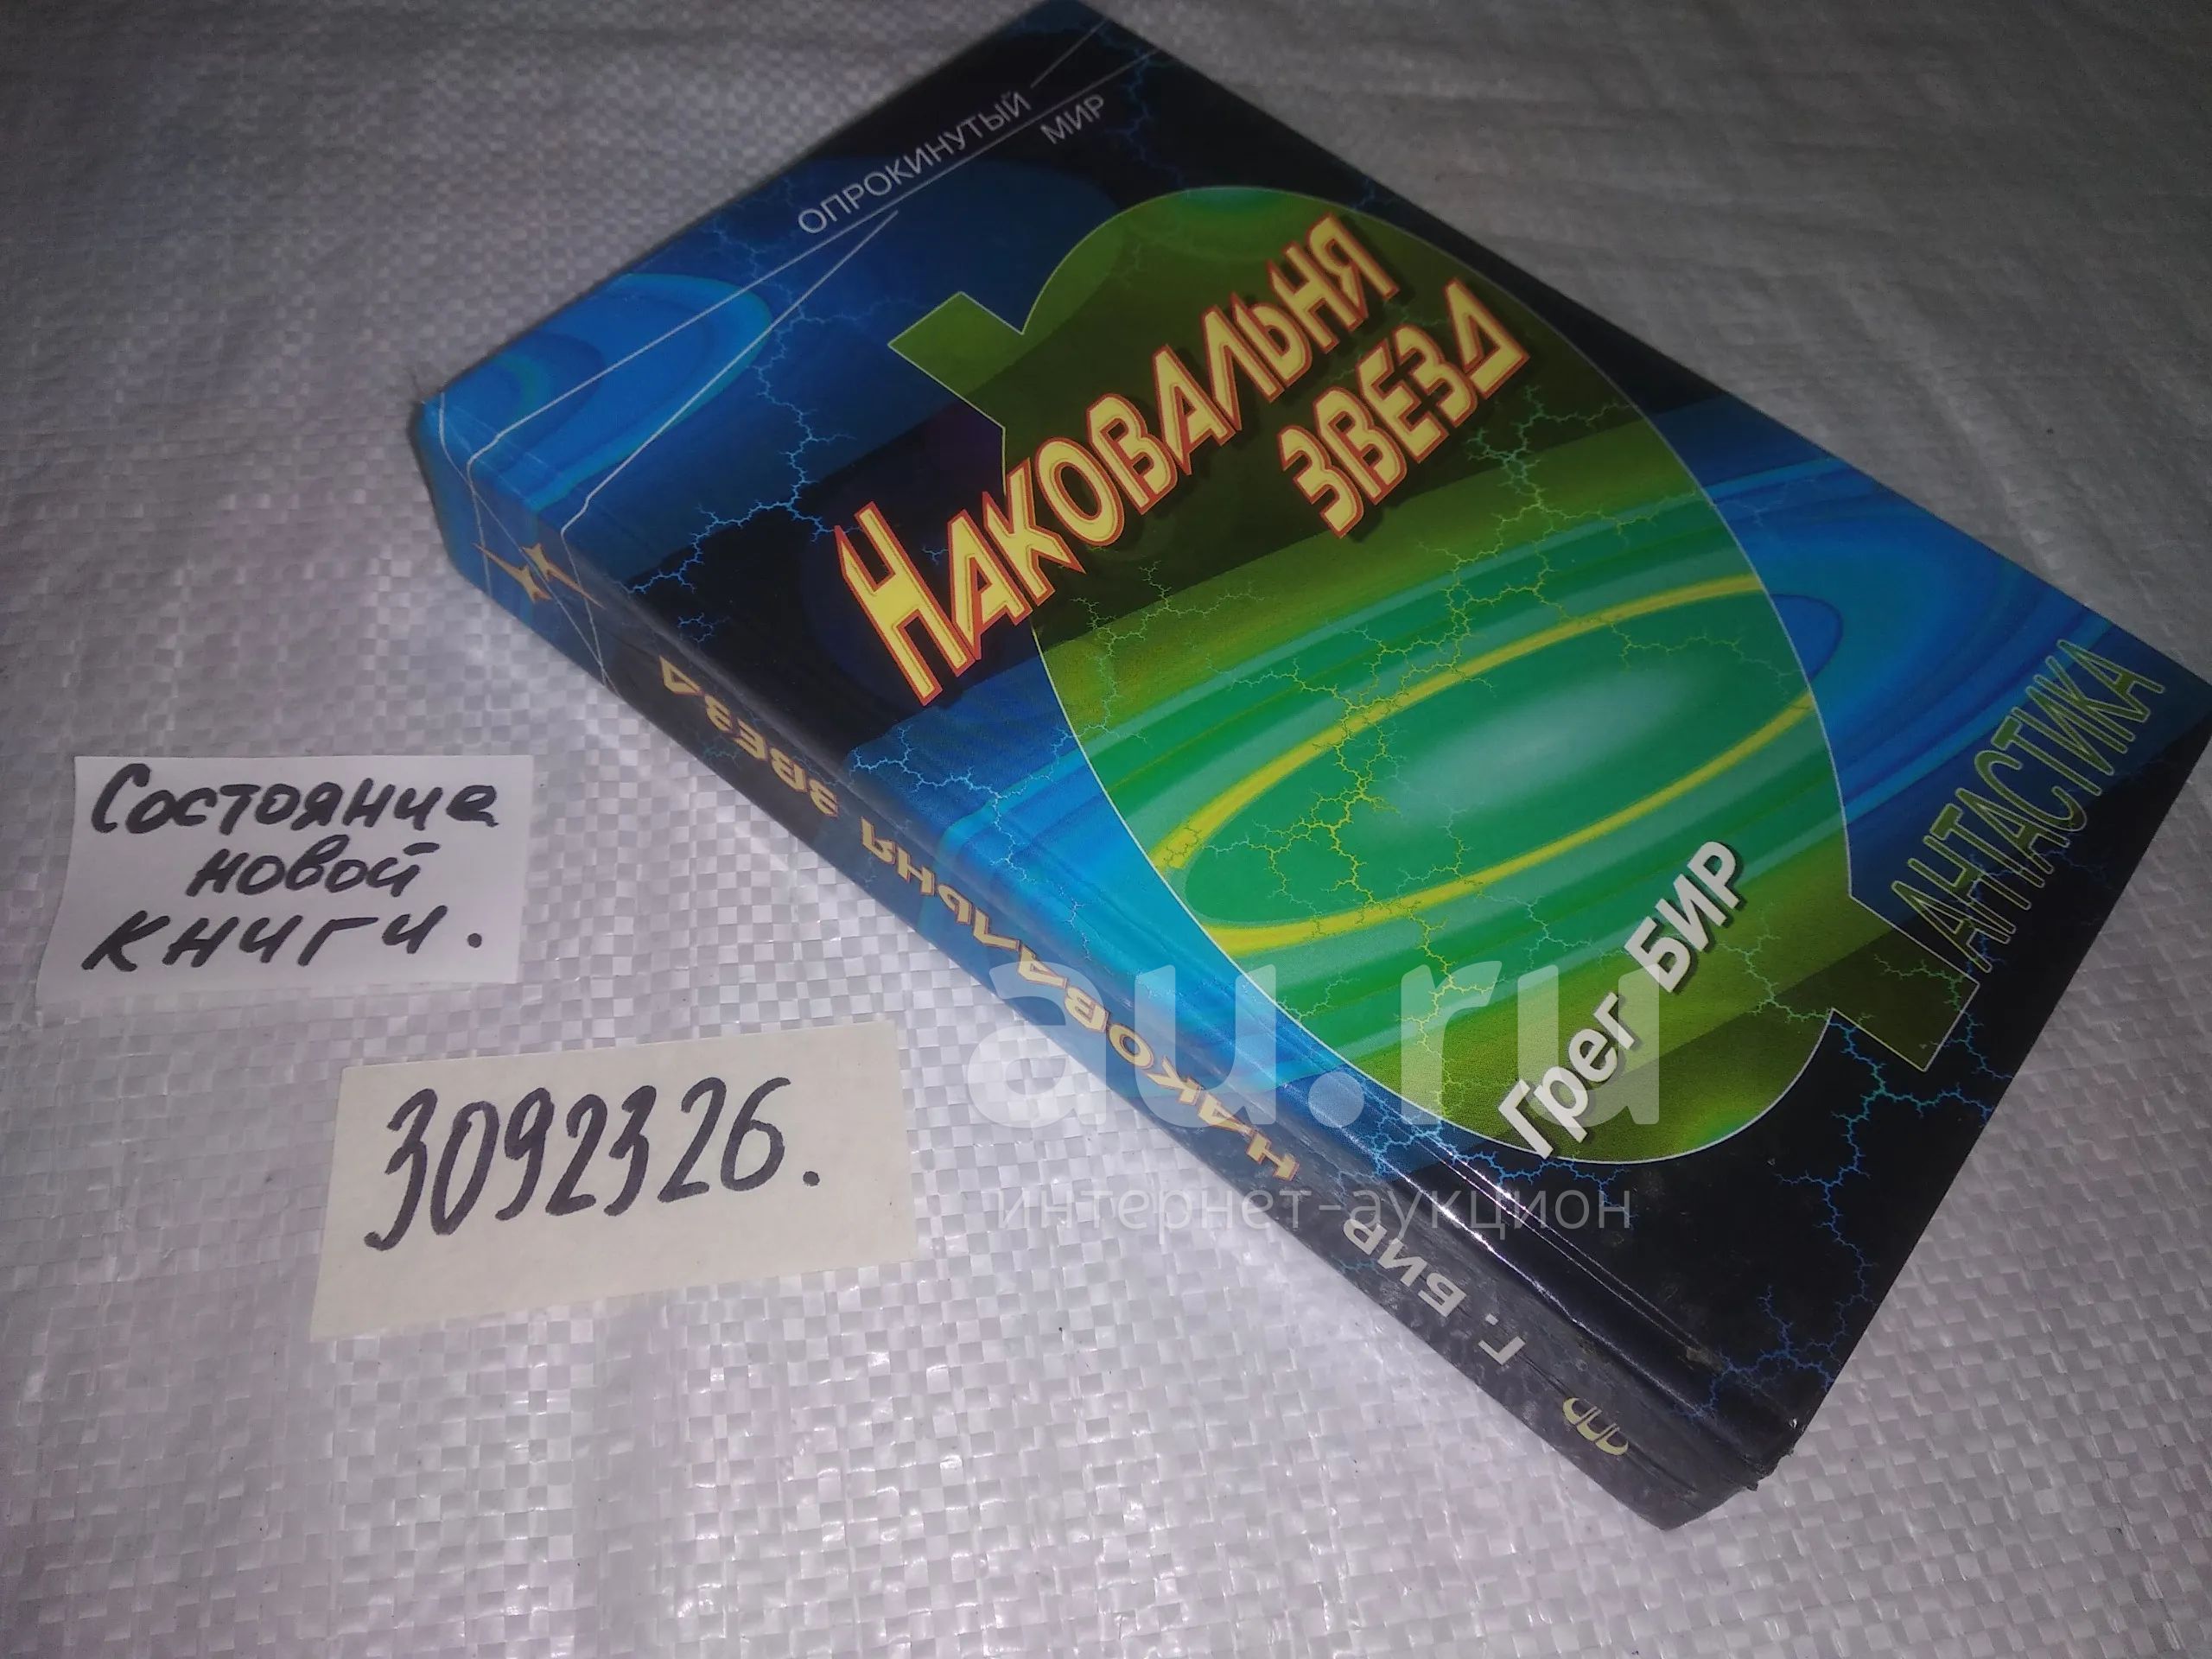 ОПРОКИНУТЫЙ
МИР
НАКОВАЛЬНЯ
ЗВЕЗД
Грег БИР
ФАНТАСТИКА
Г. БИР
НАКОВАЛЬНЯ ЗВЕЗД
Состояние
новой
книги.
3092326.
au.ru
интернет-аукцион